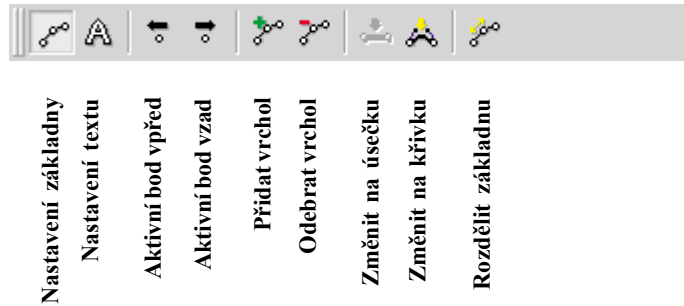 Nastavení základny
Nastavení textu
Aktivní bod vpřed
Aktivní bod vzad
Přidat vrchol
Odebrat vrchol
Změnit na úsečku
Změnit na křivku
Rozdělit základnu